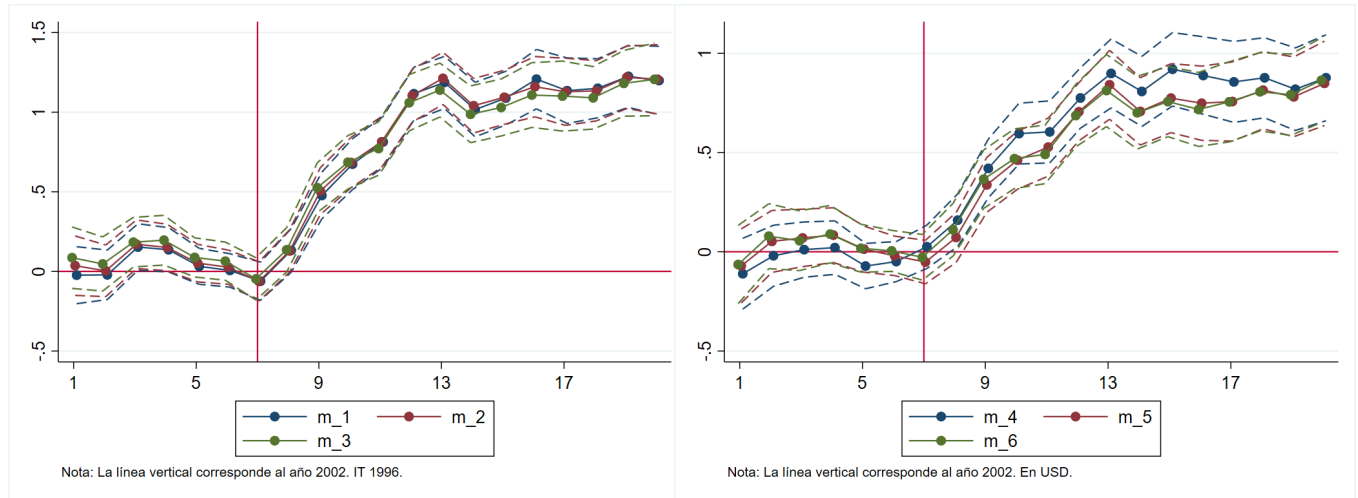 1.5
1
.5
0
-.5
1 5 9 13 17
m_1 m_2
m_3
Nota: La línea vertical corresponde al año 2002. IT 1996.
1
.5
0
-.5
1 5 9 13 17
m_4 m_5
m_6
Nota: La línea vertical corresponde al año 2002. En USD.